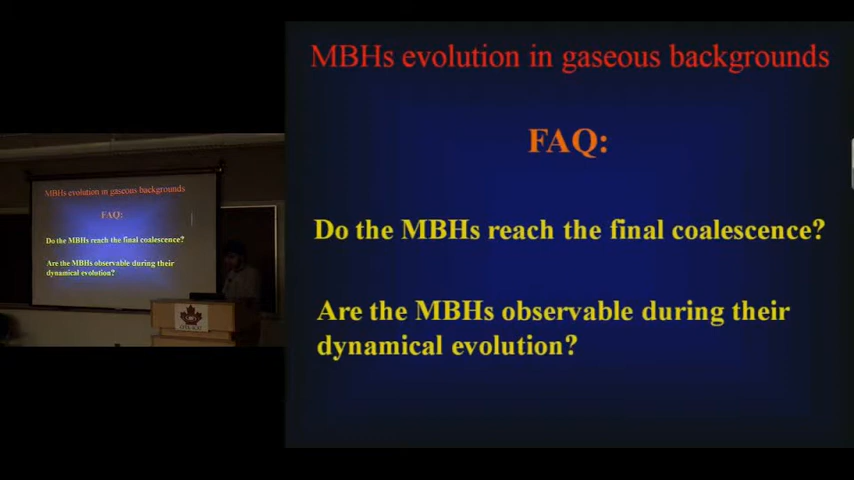 MBHs evolution in gaseous backgrounds
FAQ:
Do the MBHs reach the final coalescence?
Are the MBHs observable during their
dynamical evolution?
MBHs evolution in gaseous backgrounds
FAQ:
Do the MBHs reach the final coalescence?
Are the MBHs observable during their
dynamical evolution?